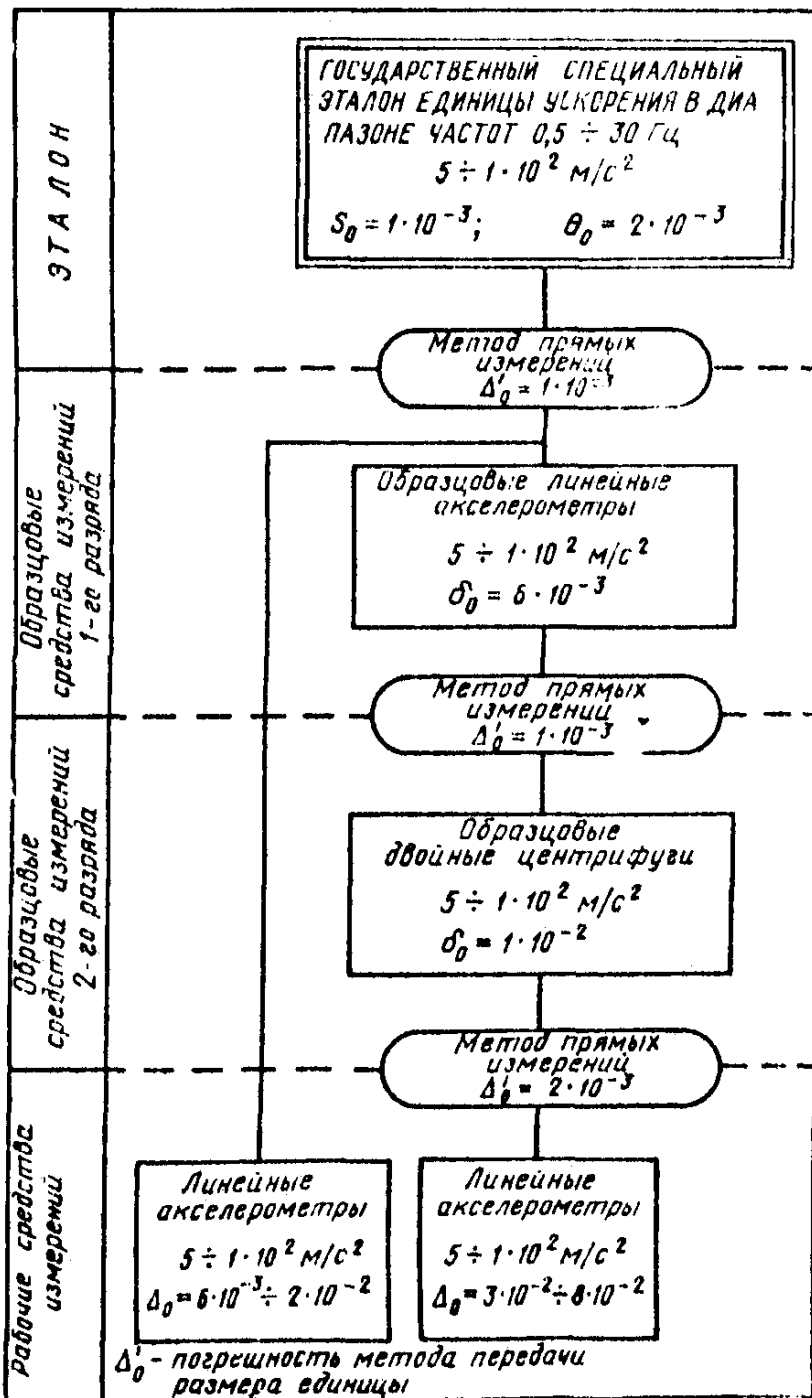 ЭТАЛОН
ГОСУДАРСТВЕННЫЙ СПЕЦИАЛЬНЫЙ
ЭТАЛОН ЕДИНИЦЫ УСКОРЕНИЯ В ДИА
ПАЗОНЕ ЧАСТОТ 0,5 ÷ 30 Гц
5 ÷ 1·10² м/с²
S₀ = 1·10⁻³; θ₀ = 2·10⁻³
Метод прямых
измерений
Δ'₀ = 1·10⁻³
Образцовые
средства измерений
1-го разряда
Образцовые линейные
акселерометры
5 ÷ 1·10² м/с²
δ₀ = 6·10⁻³
Метод прямых
измерений
Δ'₀ = 1·10⁻³
Образцовые
средства измерений
2-го разряда
Образцовые
двойные центрифуги
5 ÷ 1·10² м/с²
δ₀ = 1·10⁻²
Метод прямых
измерений
Δ'₀ = 2·10⁻³
Рабочие средства
измерений
Линейные
акселерометры
5 ÷ 1·10² м/с²
Δ₀ = 6·10⁻³ ÷ 2·10⁻²
Линейные
акселерометры
5 ÷ 1·10² м/с²
Δ₀ = 3·10⁻² ÷ 8·10⁻²
Δ'₀ - погрешность метода передачи
размера единицы